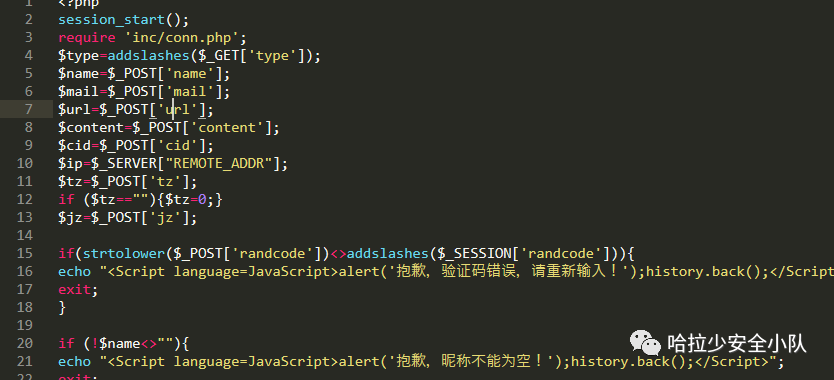 1 <?php
2 session_start();
3 require 'inc/conn.php';
4 $type=addslashes($_GET['type']);
5 $name=$_POST['name'];
6 $mail=$_POST['mail'];
7 $url=$_POST['url'];
8 $content=$_POST['content'];
9 $cid=$_POST['cid'];
10 $ip=$_SERVER["REMOTE_ADDR"];
11 $tz=$_POST['tz'];
12 if ($tz==""){$tz=0;}
13 $jz=$_POST['jz'];
14
15 if(strtolower($_POST['randcode'])<>addslashes($_SESSION['randcode'])){
16 echo "<Script language=JavaScript>alert('抱歉，验证码错误，请重新输入！');history.back();</Script
17 exit;
18 }
19
20 if (!$name<>""){
21 echo "<Script language=JavaScript>alert('抱歉，昵称不能为空！');history.back();</Script>";
22 exit;
哈拉少安全小队